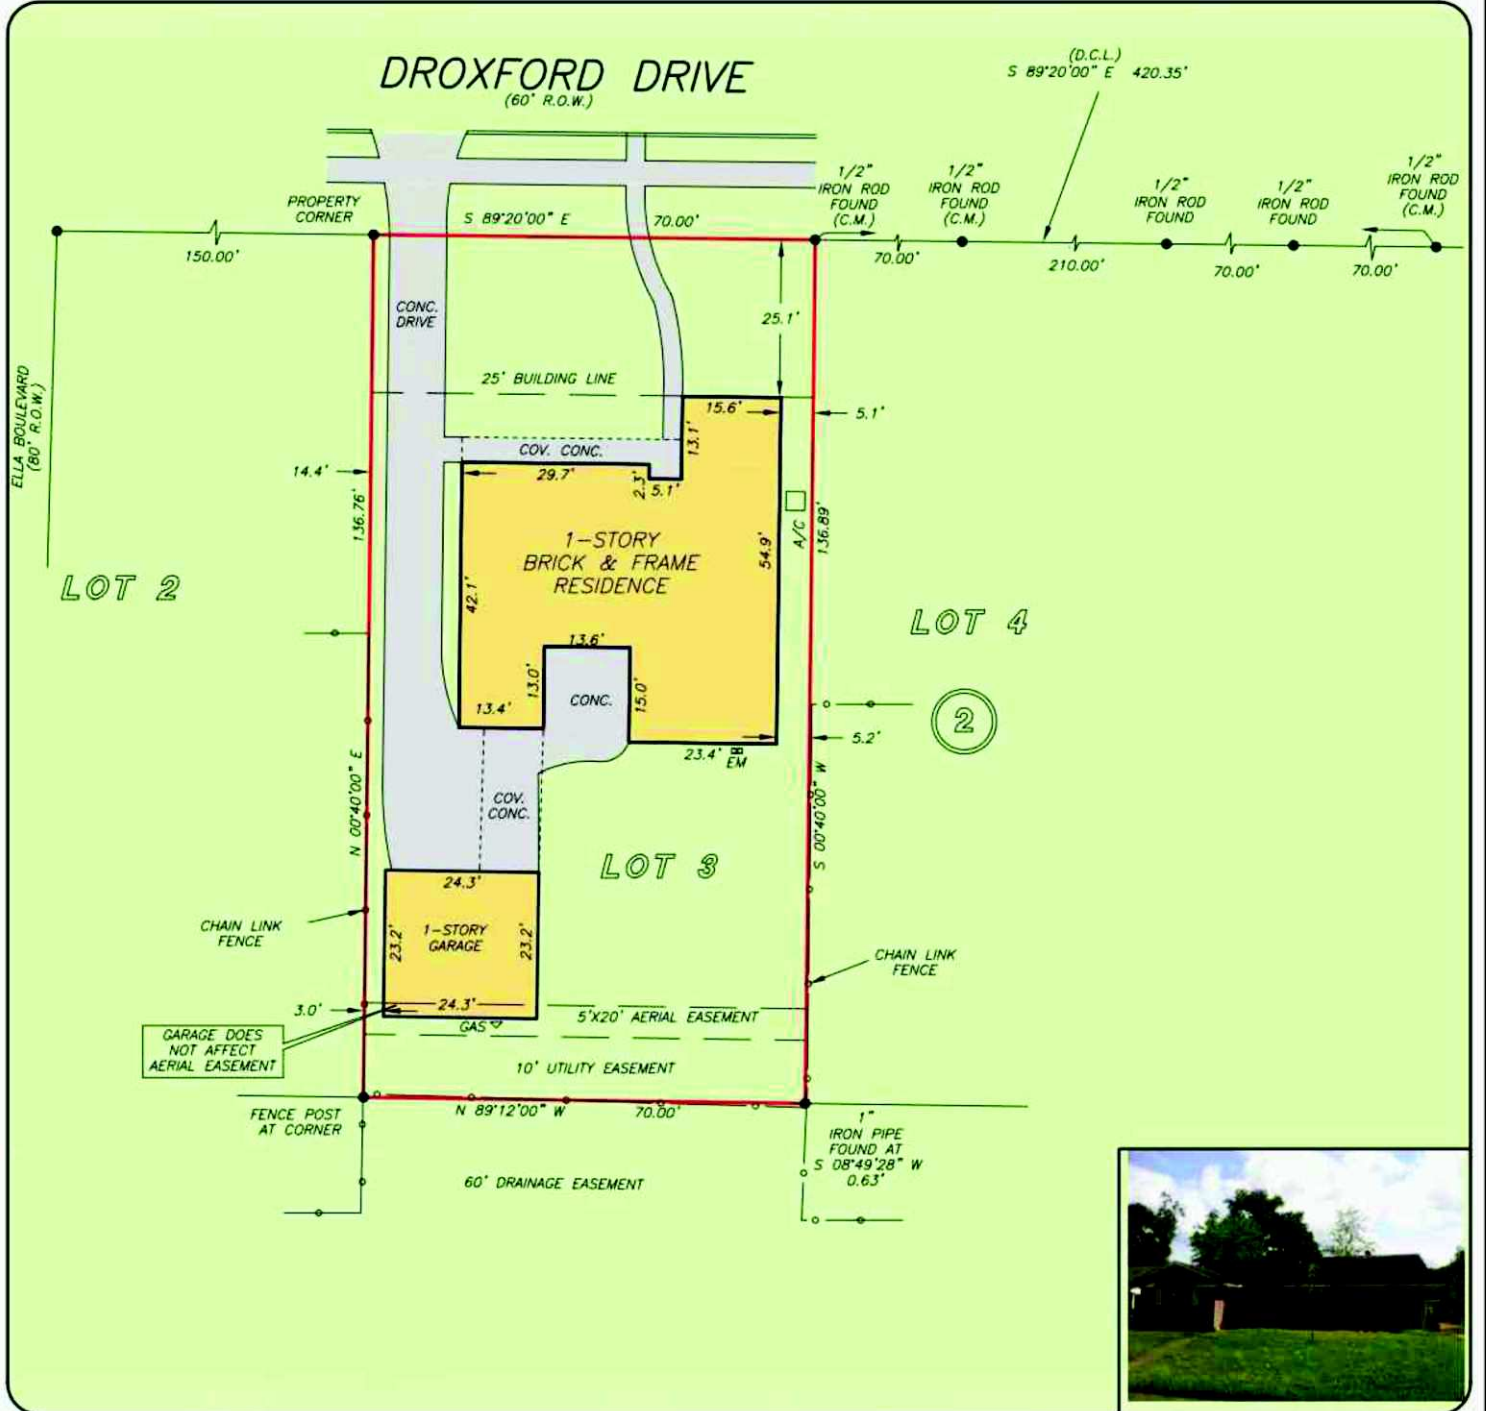 DROXFORD DRIVE
(60' R.O.W.)
(D.C.L.)
S 89°20'00" E 420.35'
PROPERTY
CORNER
S 89°20'00" E 70.00'
1/2"
IRON ROD
FOUND
(C.M.)
1/2"
IRON ROD
FOUND
(C.M.)
1/2"
IRON ROD
FOUND
1/2"
IRON ROD
FOUND
1/2"
IRON ROD
FOUND
(C.M.)
150.00'
70.00'
210.00'
70.00'
70.00'
CONC.
DRIVE
25.1'
ELLA BOULEVARD
(80' R.O.W.)
25' BUILDING LINE
15.6'
5.1'
13.1'
COV. CONC.
14.4'
29.7'
2.3'
5.1'
136.76'
A/C
136.89'
1-STORY
BRICK & FRAME
RESIDENCE
54.9'
42.1'
LOT 2
LOT 4
13.6'
13.0'
CONC.
15.0'
13.4'
2
23.4'
EM
5.2'
N 00°40'00" E
S 00°40'00" W
COV.
CONC.
LOT 3
24.3'
CHAIN LINK
FENCE
23.2'
1-STORY
GARAGE
23.2'
CHAIN LINK
FENCE
3.0'
24.3'
GAS
5'X20' AERIAL EASEMENT
GARAGE DOES
NOT AFFECT
AERIAL EASEMENT
10' UTILITY EASEMENT
FENCE POST
AT CORNER
N 89°12'00" W 70.00'
1"
IRON PIPE
FOUND AT
S 08°49'28" W
0.63'
60' DRAINAGE EASEMENT